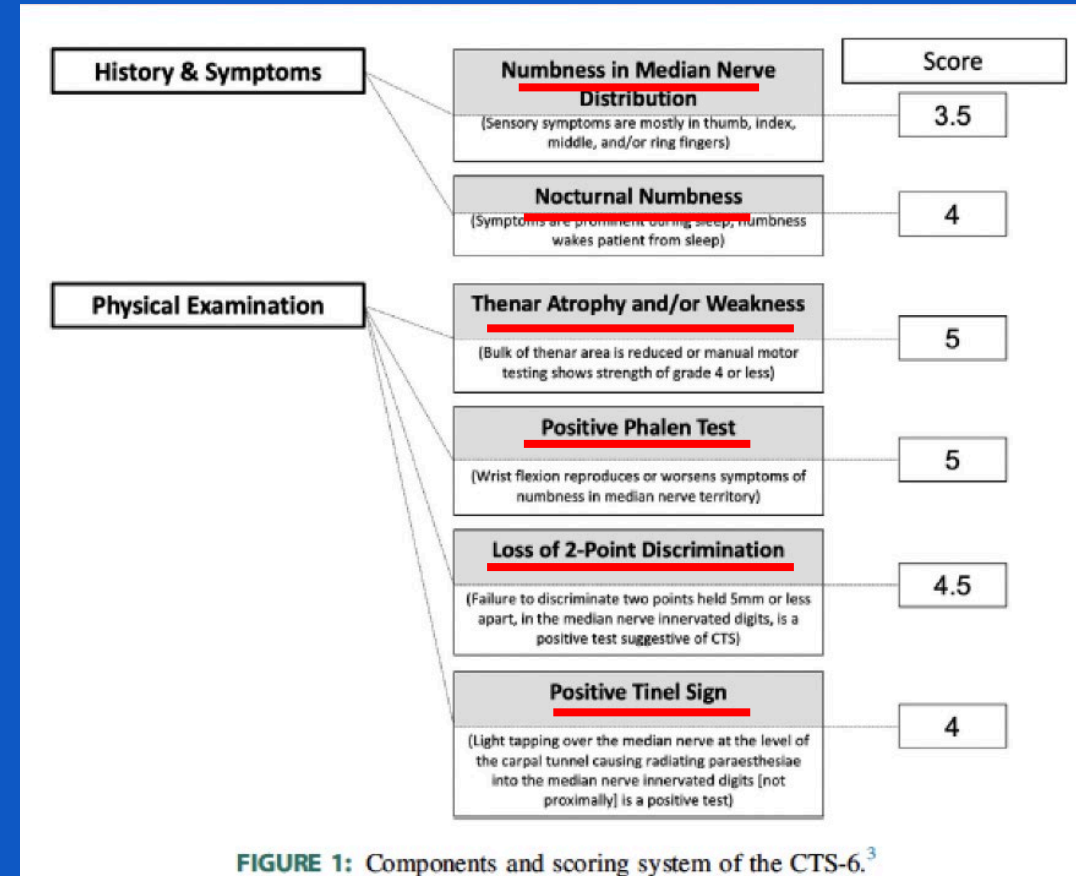 History & Symptoms
Numbness in Median Nerve
Distribution
(Sensory symptoms are mostly in thumb, index,
middle, and/or ring fingers)
Score
3.5
Nocturnal Numbness
(Symptoms are prominent during sleep, numbness
wakes patient from sleep)
4
Physical Examination
Thenar Atrophy and/or Weakness
(Bulk of thenar area is reduced or manual motor
testing shows strength of grade 4 or less)
5
Positive Phalen Test
(Wrist flexion reproduces or worsens symptoms of
numbness in median nerve territory)
5
Loss of 2-Point Discrimination
(Failure to discriminate two points held 5mm or less
apart, in the median nerve innervated digits, is a
positive test suggestive of CTS)
4.5
Positive Tinel Sign
(Light tapping over the median nerve at the level of
the carpal tunnel causing radiating paraesthesiae
into the median nerve innervated digits [not
proximally] is a positive test)
4
FIGURE 1: Components and scoring system of the CTS-6.3